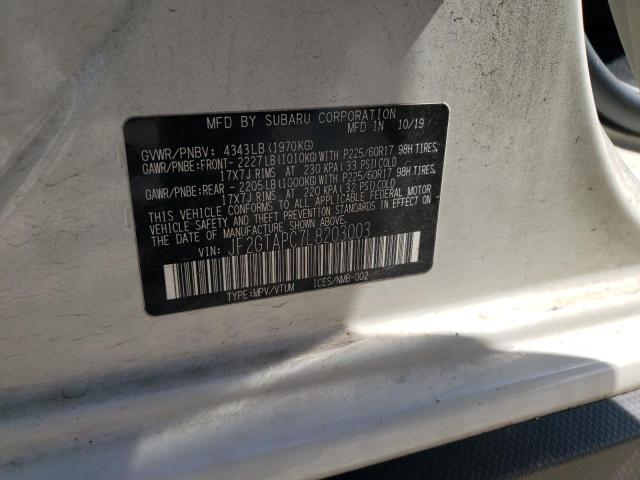 MFD BY SUBARU CORPORATION
MFD IN 10/19
GVWR/PNBV: 4343LB(1970KG)
GAWR/PNBE:FRONT-2227LB(1010KG)WITH P225/60R17 98H TIRES,
17X7J RIMS AT 230 KPA(33 PSI)COLD
GAWR/PNBE:REAR -2205LB(1000KG)WITH P225/60R17 98H TIRES,
17X7J RIMS AT 220 KPA(32 PSI)COLD
THIS VEHICLE CONFORMS TO ALL APPLICABLE FEDERAL MOTOR
VEHICLE SAFETY AND THEFT PREVENTION STANDARDS IN EFFECT ON
THE DATE OF MANUFACTURE SHOWN ABOVE.
VIN: JF2GTAPC7L8203003
TYPE:MPV/VTUM ICES/NMB-002